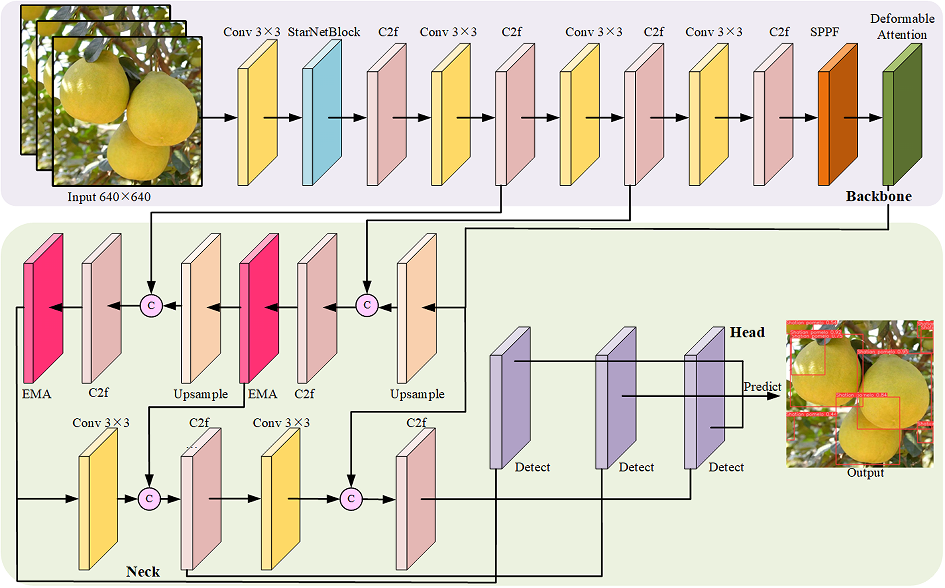 Deformable
Conv 3×3 StarNetBlock C2f Conv 3×3 C2f Conv 3×3 C2f Conv 3×3 C2f SPPF Attention
Input 640×640
Backbone
C C
Head
Predict
EMA C2f Upsample EMA C2f Upsample
Conv 3×3 C2f Conv 3×3 C2f
Detect Detect Detect
Output
C C
Neck